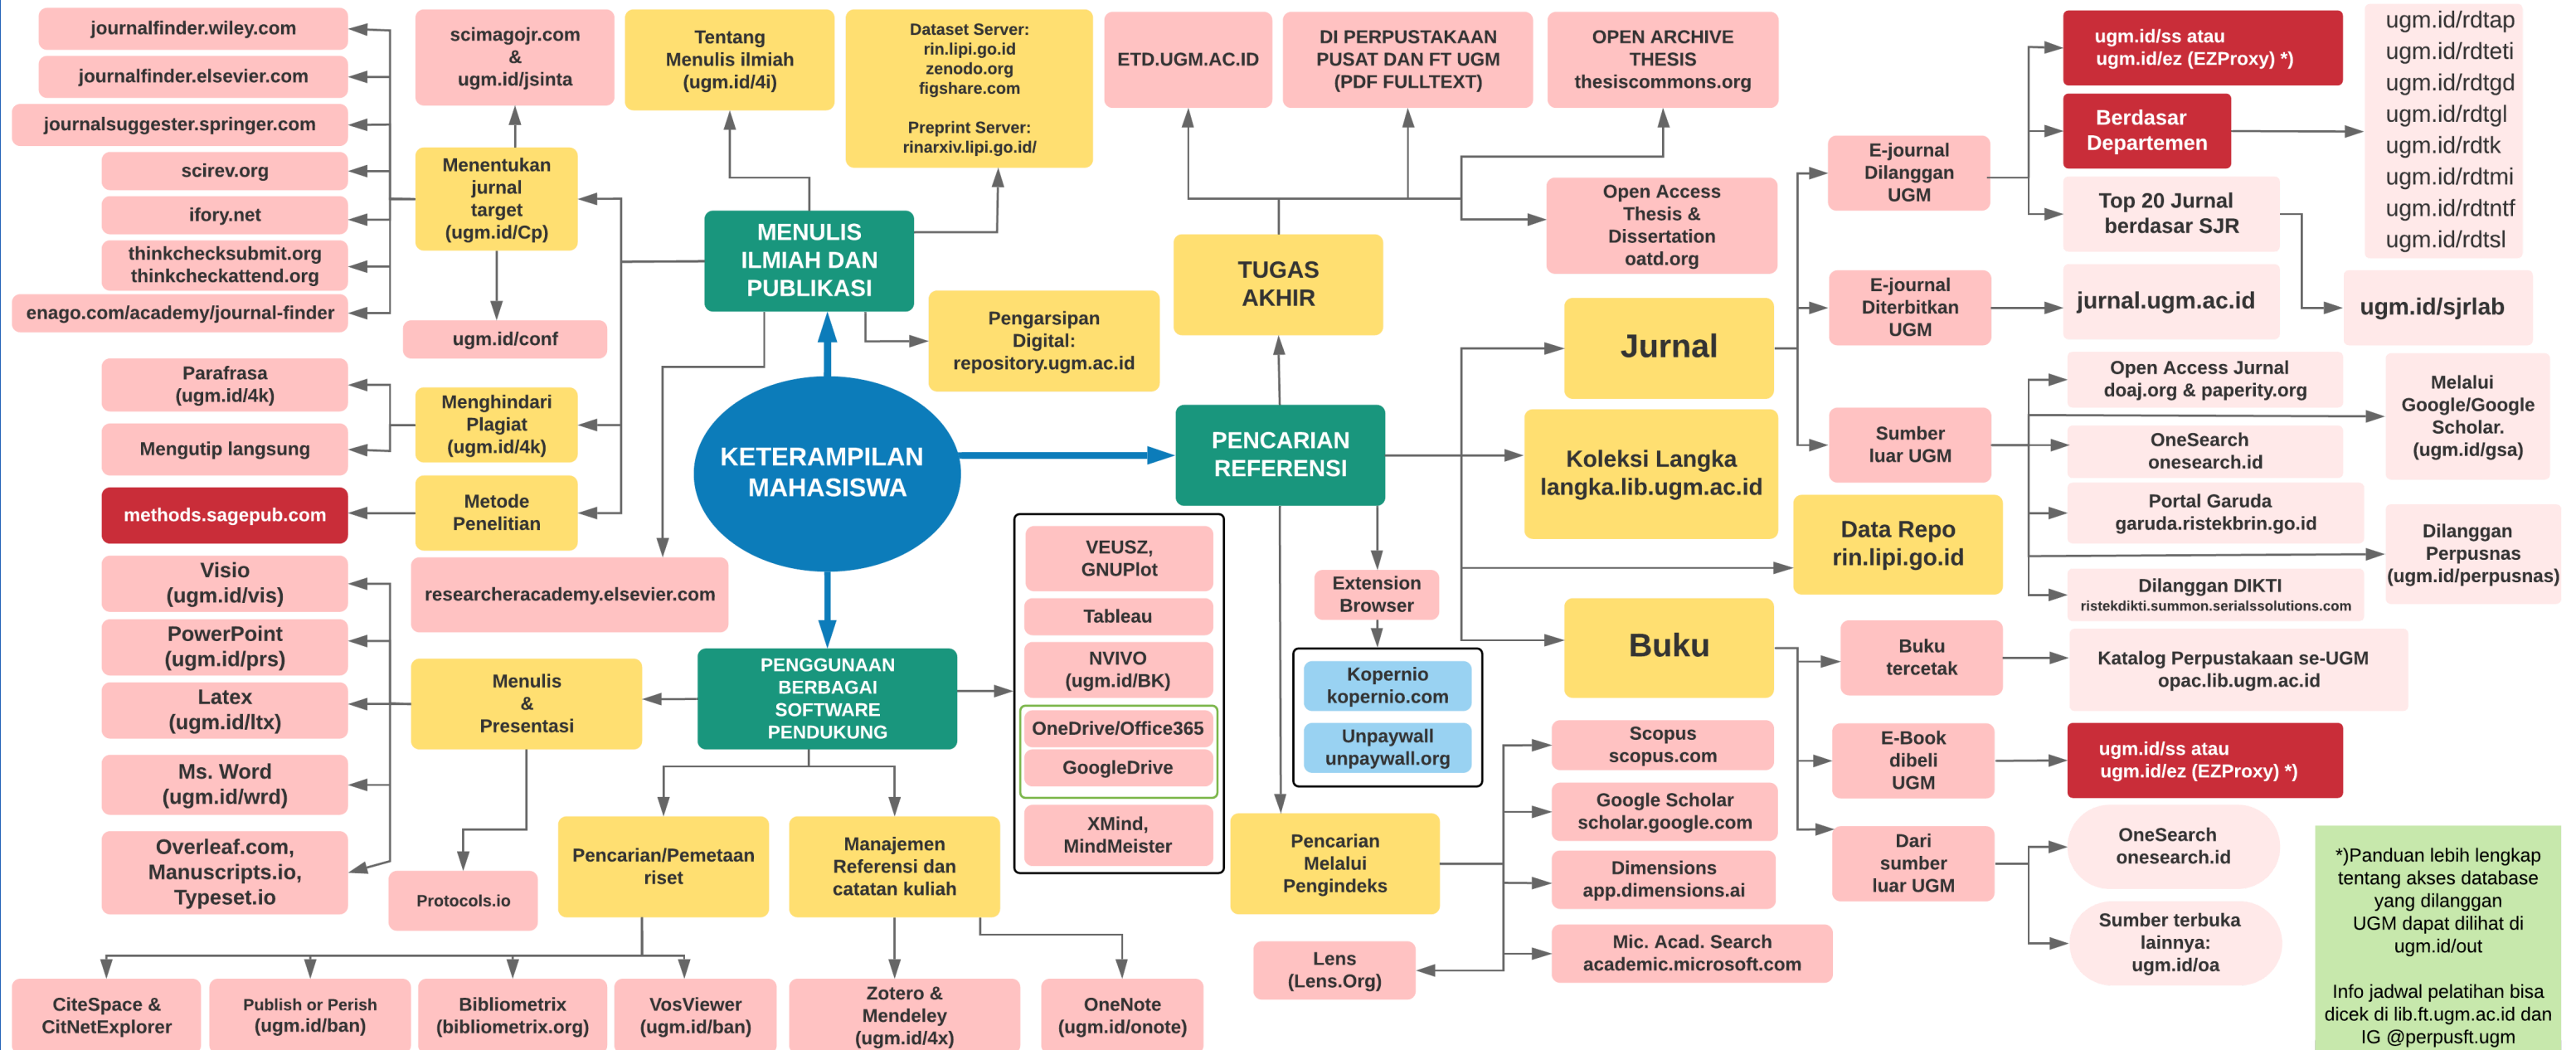 journalfinder.wiley.com
journalfinder.elsevier.com
journalsuggester.springer.com
scirev.org
ifory.net
thinkchecksubmit.org
thinkcheckattend.org
enago.com/academy/journal-finder
scimagojr.com
&
ugm.id/jsinta
Menentukan
jurnal
target
(ugm.id/Cp)
ugm.id/conf
Parafrasa
(ugm.id/4k)
Mengutip langsung
Menghindari
Plagiat
(ugm.id/4k)
methods.sagepub.com
Metode
Penelitian
Tentang
Menulis ilmiah
(ugm.id/4i)
Dataset Server:
rin.lipi.go.id
zenodo.org
figshare.com
Preprint Server:
rinarxiv.lipi.go.id/
MENULIS
ILMIAH DAN
PUBLIKASI
Pengarsipan
Digital:
repository.ugm.ac.id
researcheracademy.elsevier.com
KETERAMPILAN
MAHASISWA
PENGGUNAAN
BERBAGAI
SOFTWARE
PENDUKUNG
Menulis
&
Presentasi
Visio
(ugm.id/vis)
PowerPoint
(ugm.id/prs)
Latex
(ugm.id/ltx)
Ms. Word
(ugm.id/wrd)
Overleaf.com,
Manuscripts.io,
Typeset.io
Protocols.io
Pencarian/Pemetaan
riset
CiteSpace &
CitNetExplorer
Publish or Perish
(ugm.id/ban)
Bibliometrix
(bibliometrix.org)
VosViewer
(ugm.id/ban)
Manajemen
Referensi dan
catatan kuliah
Zotero &
Mendeley
(ugm.id/4x)
OneNote
(ugm.id/onote)
VEUSZ,
GNUPlot
Tableau
NVIVO
(ugm.id/BK)
OneDrive/Office365
GoogleDrive
XMind,
MindMeister
PENCARIAN
REFERENSI
TUGAS
AKHIR
ETD.UGM.AC.ID
DI PERPUSTAKAAN
PUSAT DAN FT UGM
(PDF FULLTEXT)
OPEN ARCHIVE
THESIS
thesiscommons.org
Open Access
Thesis &
Dissertation
oatd.org
Jurnal
Koleksi Langka
langka.lib.ugm.ac.id
Data Repo
rin.lipi.go.id
Buku
Extension
Browser
Kopernio
kopernio.com
Unpaywall
unpaywall.org
Pencarian
Melalui
Pengindeks
Scopus
scopus.com
Google Scholar
scholar.google.com
Dimensions
app.dimensions.ai
Mic. Acad. Search
academic.microsoft.com
Lens
(Lens.Org)
E-journal
Dilanggan
UGM
ugm.id/ss atau
ugm.id/ez (EZProxy) *)
Berdasar
Departemen
ugm.id/rdtap
ugm.id/rdteti
ugm.id/rdtgd
ugm.id/rdtgl
ugm.id/rdtk
ugm.id/rdtmi
ugm.id/rdtntf
ugm.id/rdtsl
Top 20 Jurnal
berdasar SJR
ugm.id/sjrlab
E-journal
Diterbitkan
UGM
jurnal.ugm.ac.id
Sumber
luar UGM
Open Access Jurnal
doaj.org & paperity.org
Melalui
Google/Google
Scholar.
(ugm.id/gsa)
OneSearch
onesearch.id
Portal Garuda
garuda.ristekbrin.go.id
Dilanggan
Perpusnas
(ugm.id/perpusnas)
Dilanggan DIKTI
ristekdikti.summon.serialssolutions.com
Buku
tercetak
Katalog Perpustakaan se-UGM
opac.lib.ugm.ac.id
E-Book
dibeli
UGM
ugm.id/ss atau
ugm.id/ez (EZProxy) *)
Dari
sumber
luar UGM
OneSearch
onesearch.id
Sumber terbuka
lainnya:
ugm.id/oa
*)Panduan lebih lengkap
tentang akses database
yang dilanggan
UGM dapat dilihat di
ugm.id/out
Info jadwal pelatihan bisa
dicek di lib.ft.ugm.ac.id dan
IG @perpusft.ugm